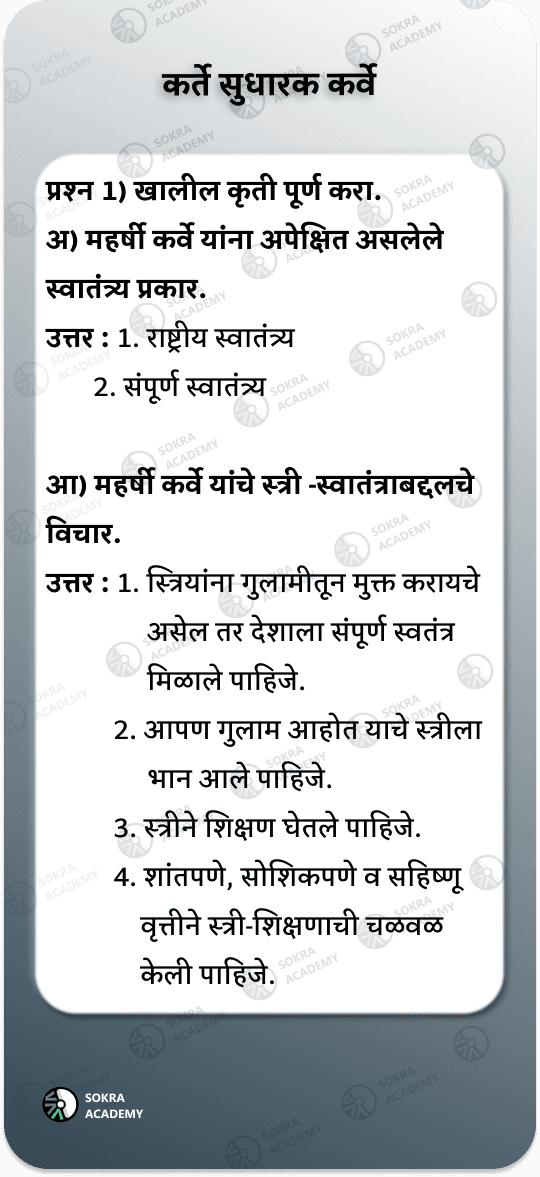 कर्ते सुधारक कर्वे
प्रश्न 1) खालील कृती पूर्ण करा.
अ) महर्षी कर्वे यांना अपेक्षित असलेले
स्वातंत्र्य प्रकार.
उत्तर : 1. राष्ट्रीय स्वातंत्र्य
2. संपूर्ण स्वातंत्र्य
आ) महर्षी कर्वे यांचे स्त्री -स्वातंत्राबद्दलचे
विचार.
उत्तर : 1. स्त्रियांना गुलामीतून मुक्त करायचे
असेल तर देशाला संपूर्ण स्वतंत्र
मिळाले पाहिजे.
2. आपण गुलाम आहोत याचे स्त्रीला
भान आले पाहिजे.
3. स्त्रीने शिक्षण घेतले पाहिजे.
4. शांतपणे, सोशिकपणे व सहिष्णू
वृत्तीने स्त्री-शिक्षणाची चळवळ
केली पाहिजे.
SOKRA
ACADEMY